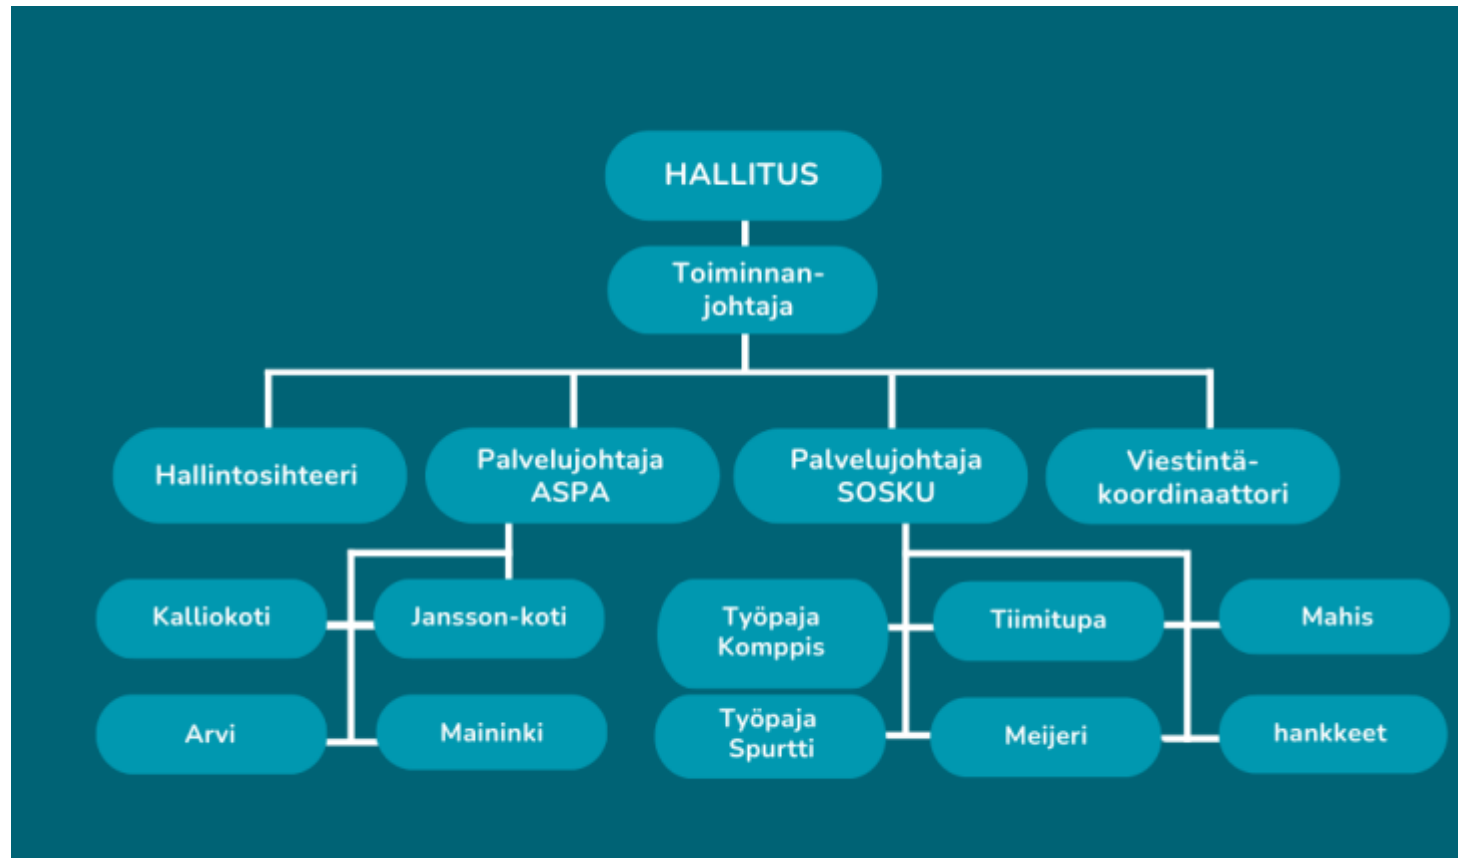 HALLITUS
Toiminnan-
johtaja
Hallintosihteeri
Palvelujohtaja
ASPA
Palvelujohtaja
SOSKU
Viestintä-
koordinaattori
Kalliokoti
Jansson-koti
Työpaja
Komppis
Tiimitupa
Mahis
Arvi
Maininki
Työpaja
Spurtti
Meijeri
hankkeet